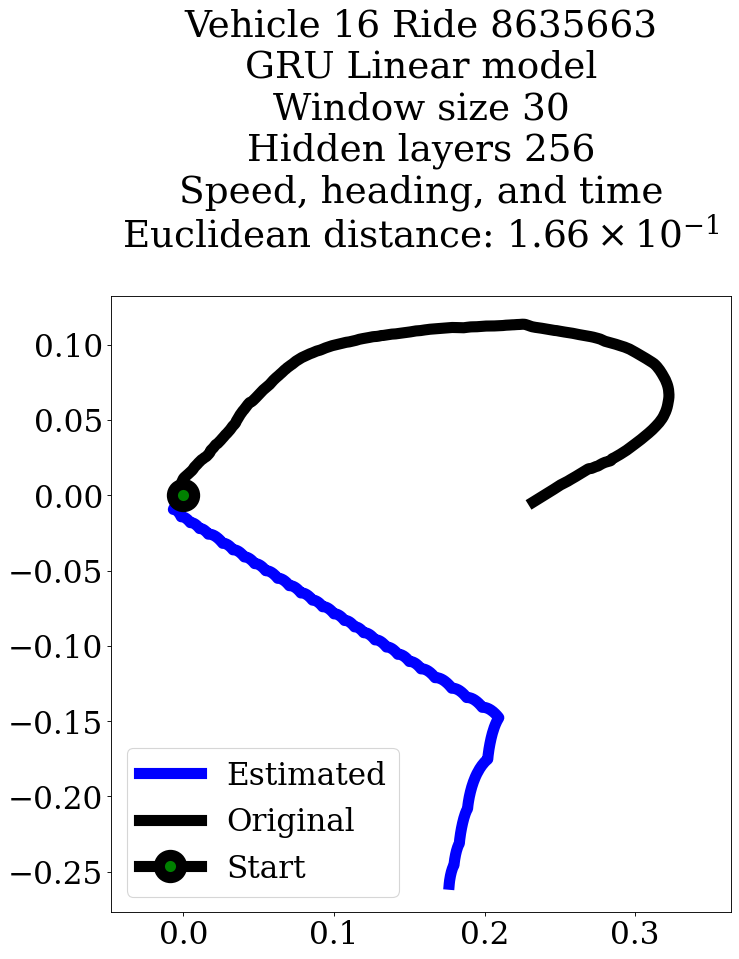 Vehicle 16 Ride 8635663
GRU Linear model
Window size 30
Hidden layers 256
Speed, heading, and time
Euclidean distance: 1.66 × 10⁻¹
0.10
0.05
0.00
−0.05
−0.10
−0.15
−0.20
−0.25
Estimated
Original
Start
0.0 0.1 0.2 0.3